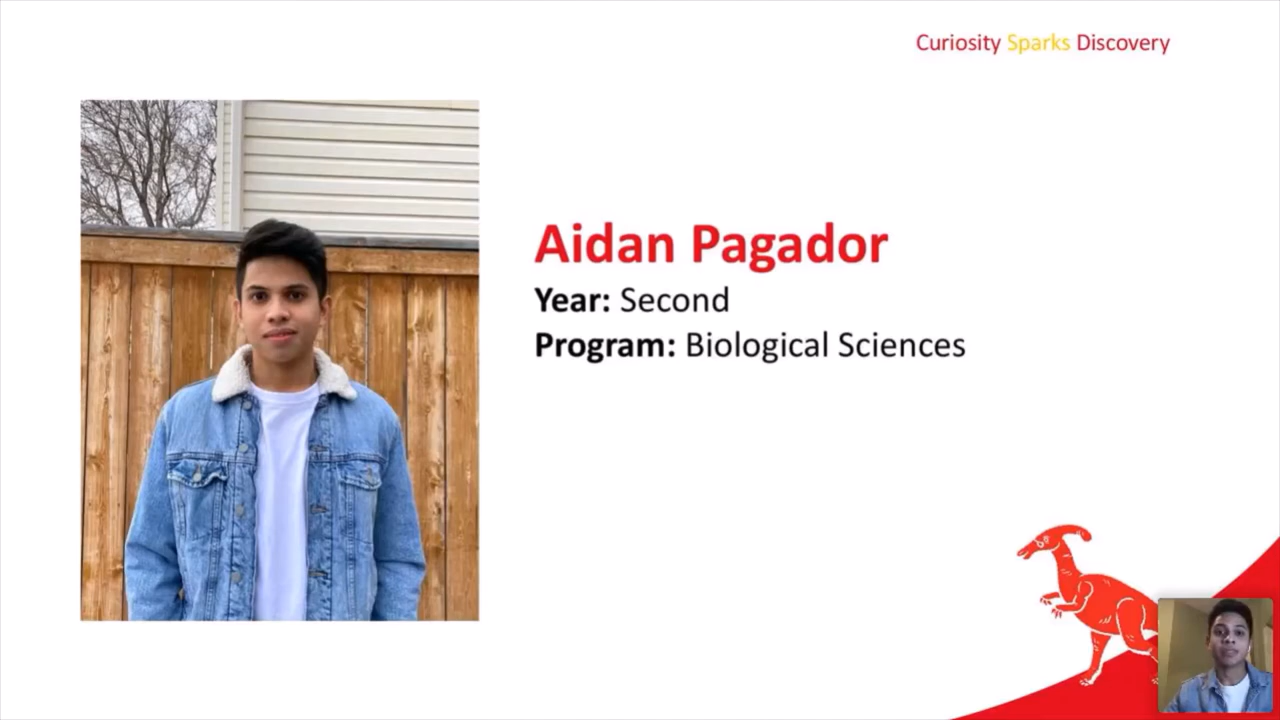 Curiosity Sparks Discovery
Aidan Pagador
Year: Second
Program: Biological Sciences